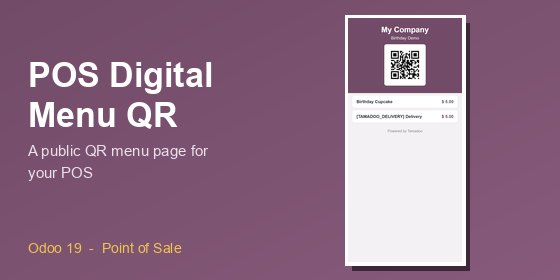 POS Digital
Menu QR
A public QR menu page for
your POS
Odoo 19 - Point of Sale
My Company
Birthday Demo
Birthday Cupcake $ 5.00
[TAMADOO_DELIVERY] Delivery $ 5.00
Powered by Tamadoo